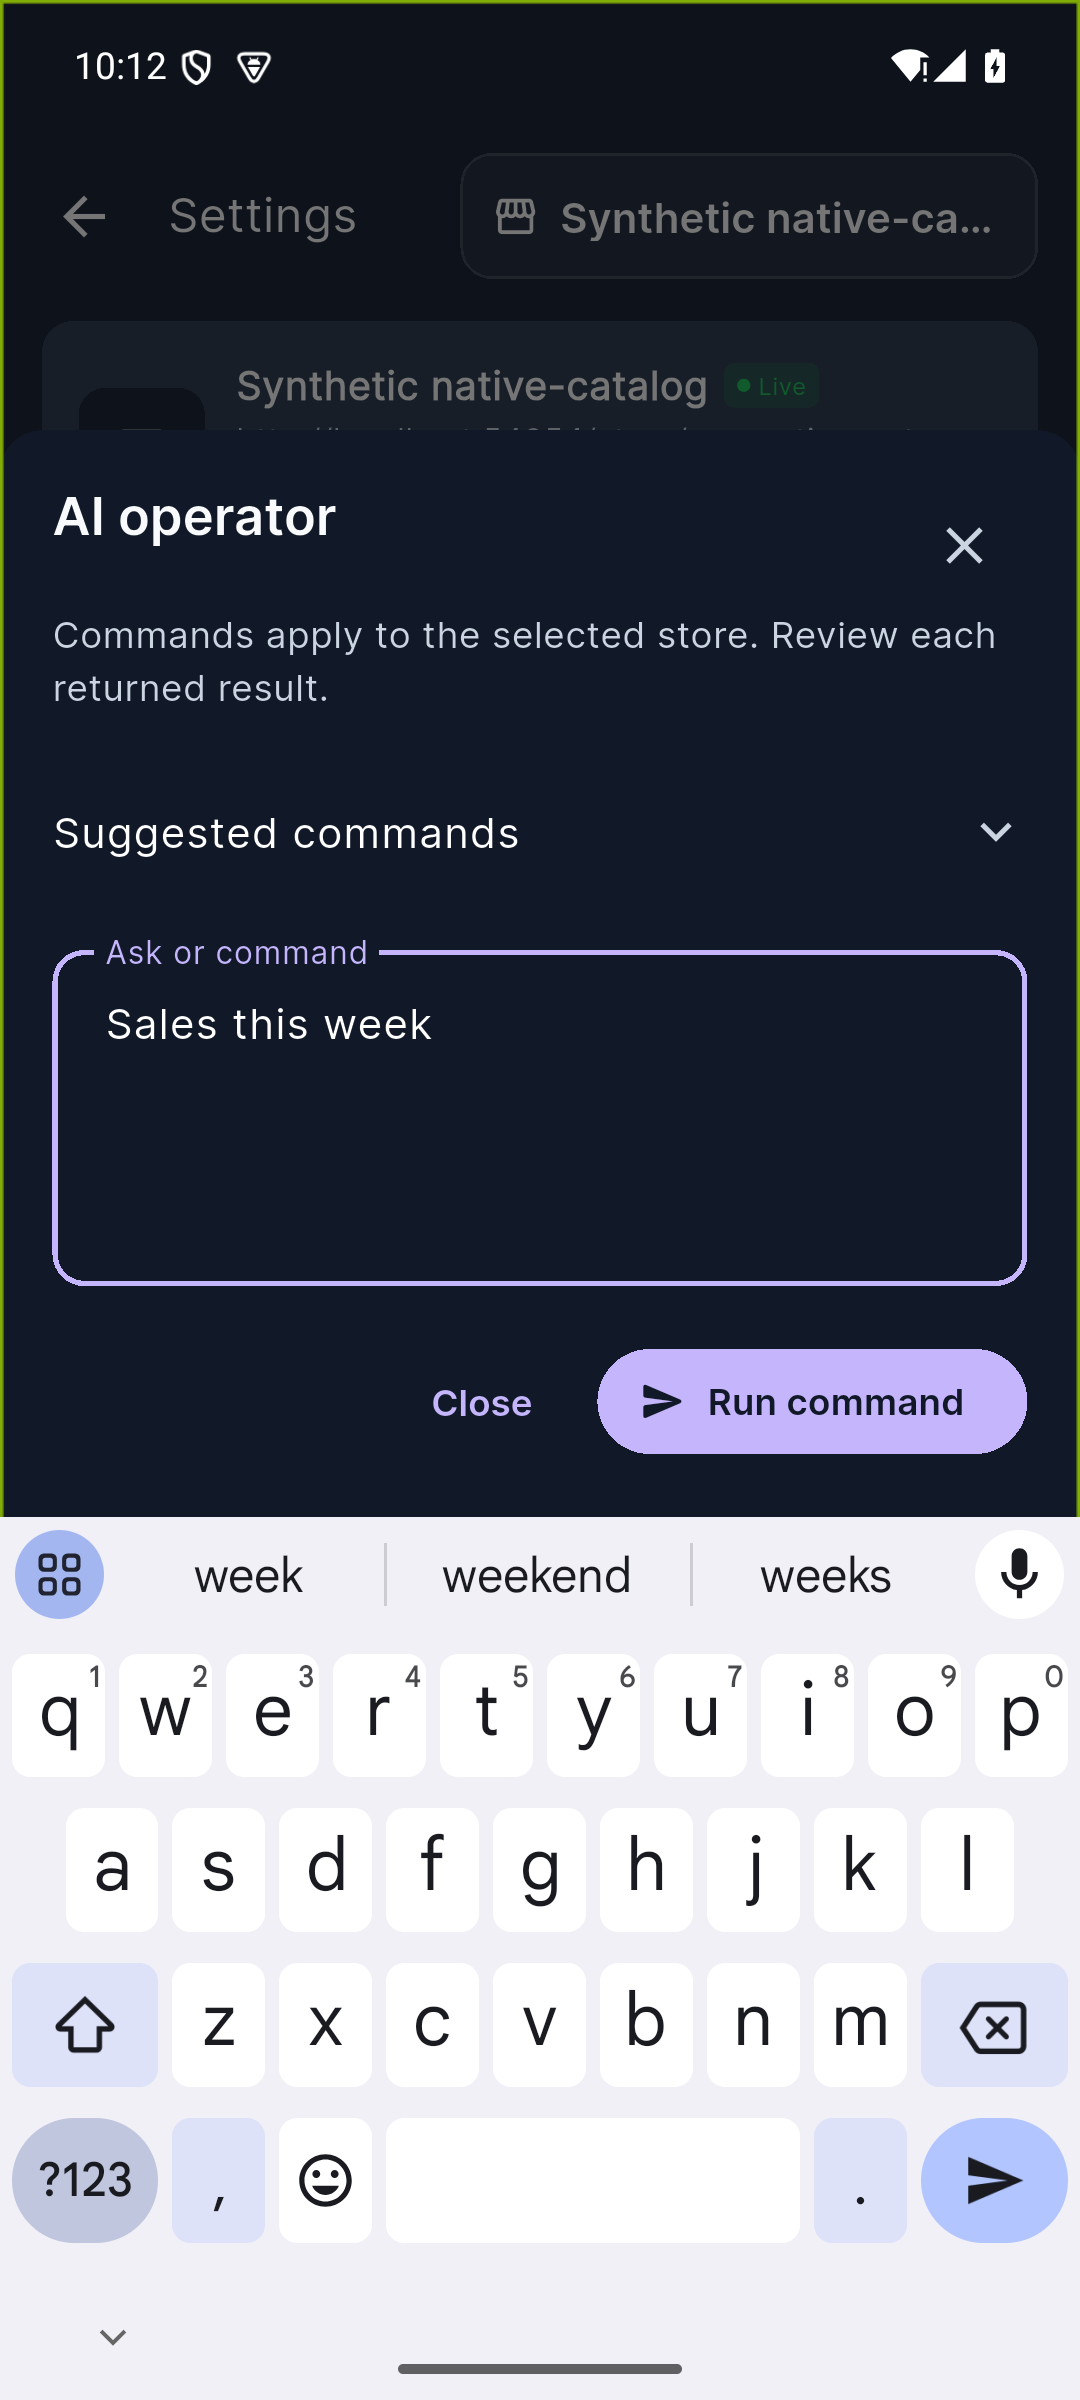 10:12
Settings
Synthetic native-ca...
Synthetic native-catalog
Live
AI operator
Commands apply to the selected store. Review each
returned result.
Suggested commands
Ask or command
Sales this week
Close
Run command
week
weekend
weeks
q 1 w 2 e 3 r 4 t 5 y 6 u 7 i 8 o 9 p 0
a s d f g h j k l
z x c v b n m
?123 , .